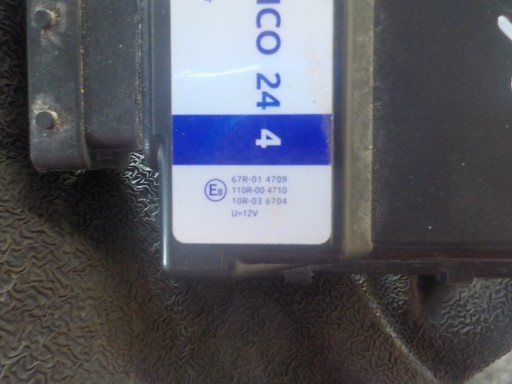 ICO 24 4
E8
67R-01 4709
110R-00 4710
10R-03 6704
U=12V